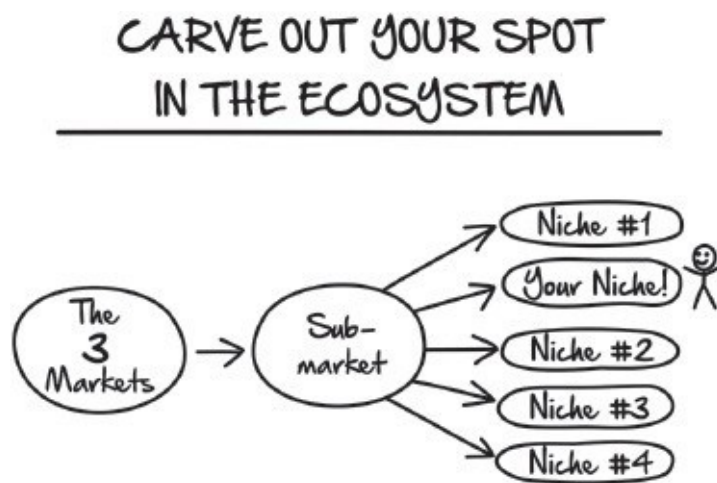 CARVE OUT YOUR SPOT
IN THE ECOSYSTEM
The
3
Markets
Sub-
market
Niche #1
Your Niche!
Niche #2
Niche #3
Niche #4